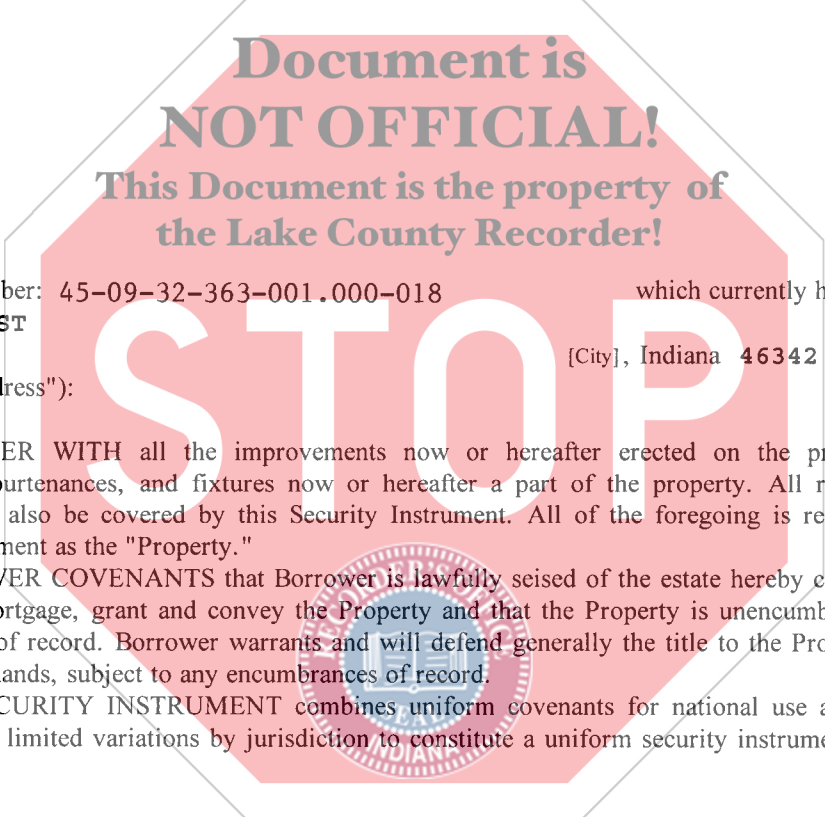 Document is
NOT OFFICIAL!
This Document is the property of
the Lake County Recorder!
ber: 45-09-32-363-001.000-018 which currently h
ST
[City], Indiana 46342
ress"):
STOP
ER WITH all the improvements now or hereafter erected on the pr
urtenances, and fixtures now or hereafter a part of the property. All r
also be covered by this Security Instrument. All of the foregoing is re
ment as the "Property."
VER COVENANTS that Borrower is lawfully seised of the estate hereby c
ortgage, grant and convey the Property and that the Property is unencumb
of record. Borrower warrants and will defend generally the title to the Pro
ands, subject to any encumbrances of record.
CURITY INSTRUMENT combines uniform covenants for national use a
limited variations by jurisdiction to constitute a uniform security instrume
RECORDER'S OFFICE
SEAL
INDIANA